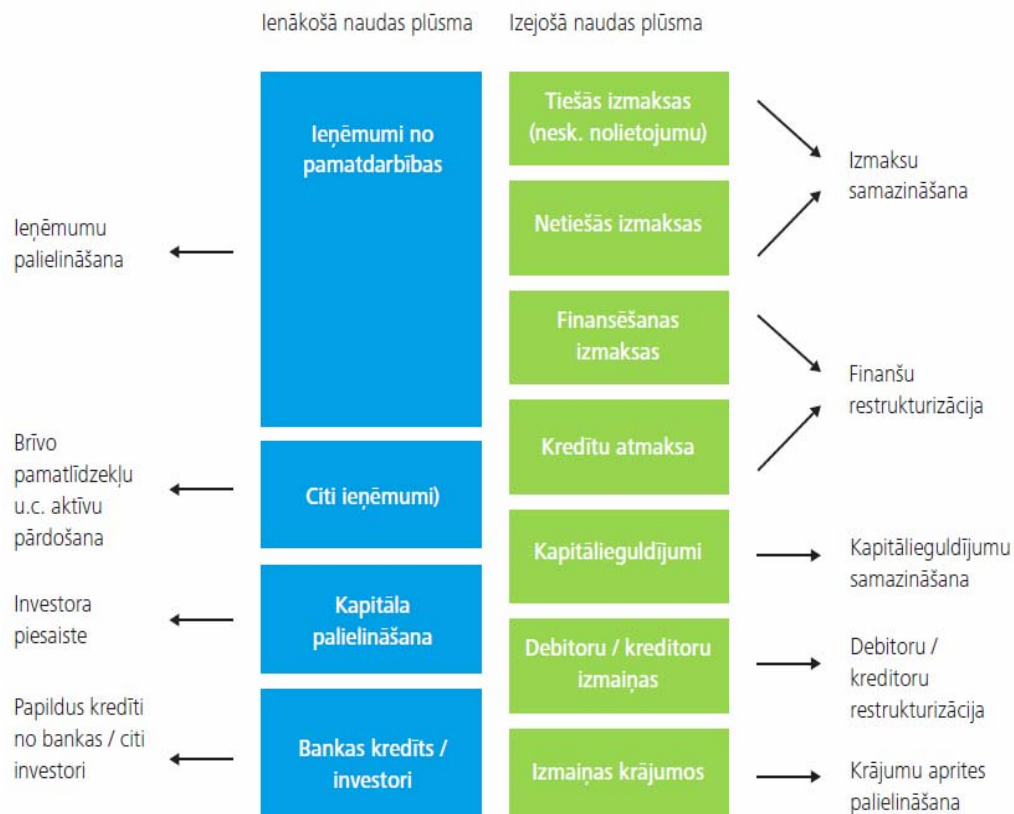 Ienākošā naudas plūsma
Izejošā naudas plūsma
Ieņēmumu
palielināšana
Brīvo
pamatlīdzekļu
u.c. aktīvu
pārdošana
Investora
piesaiste
Papildus kredīti
no bankas / citi
investori
Ieņēmumi no
pamatdarbības
Citi ieņēmumi)
Kapitāla
palielināšana
Bankas kredīts /
investori
Tiešās izmaksas
(nesk. nolietojumu)
Netiešās izmaksas
Finansēšanas
izmaksas
Kredītu atmaksa
Kapitālieguldījumi
Debitoru / kreditoru
izmaiņas
Izmaiņas krājumos
Izmaksu
samazināšana
Finanšu
restrukturizācija
Kapitālieguldījumu
samazināšana
Debitoru /
kreditoru
restrukturizācija
Krājumu aprites
palielināšana